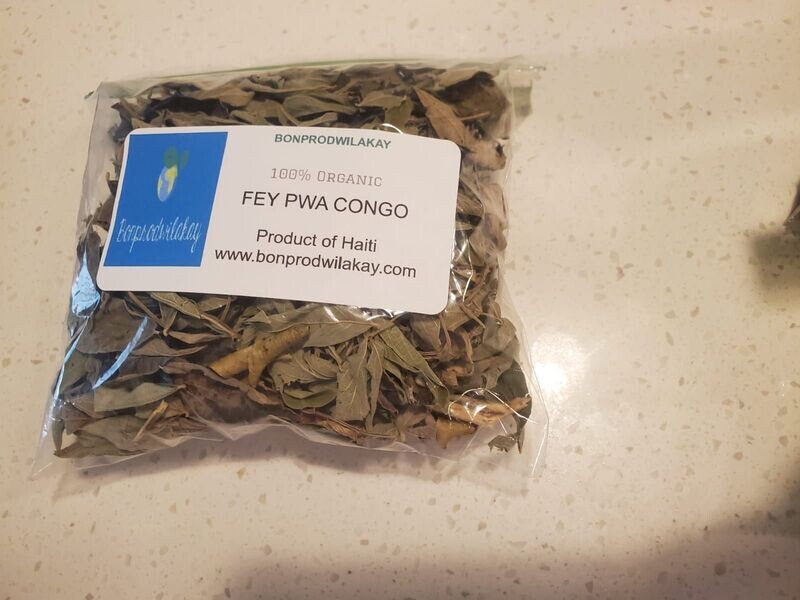 BONPRODWILAKAY
100% ORGANIC
FEY PWA CONGO
Product of Haiti
www.bonprodwilakay.com
Bonprodwilakay